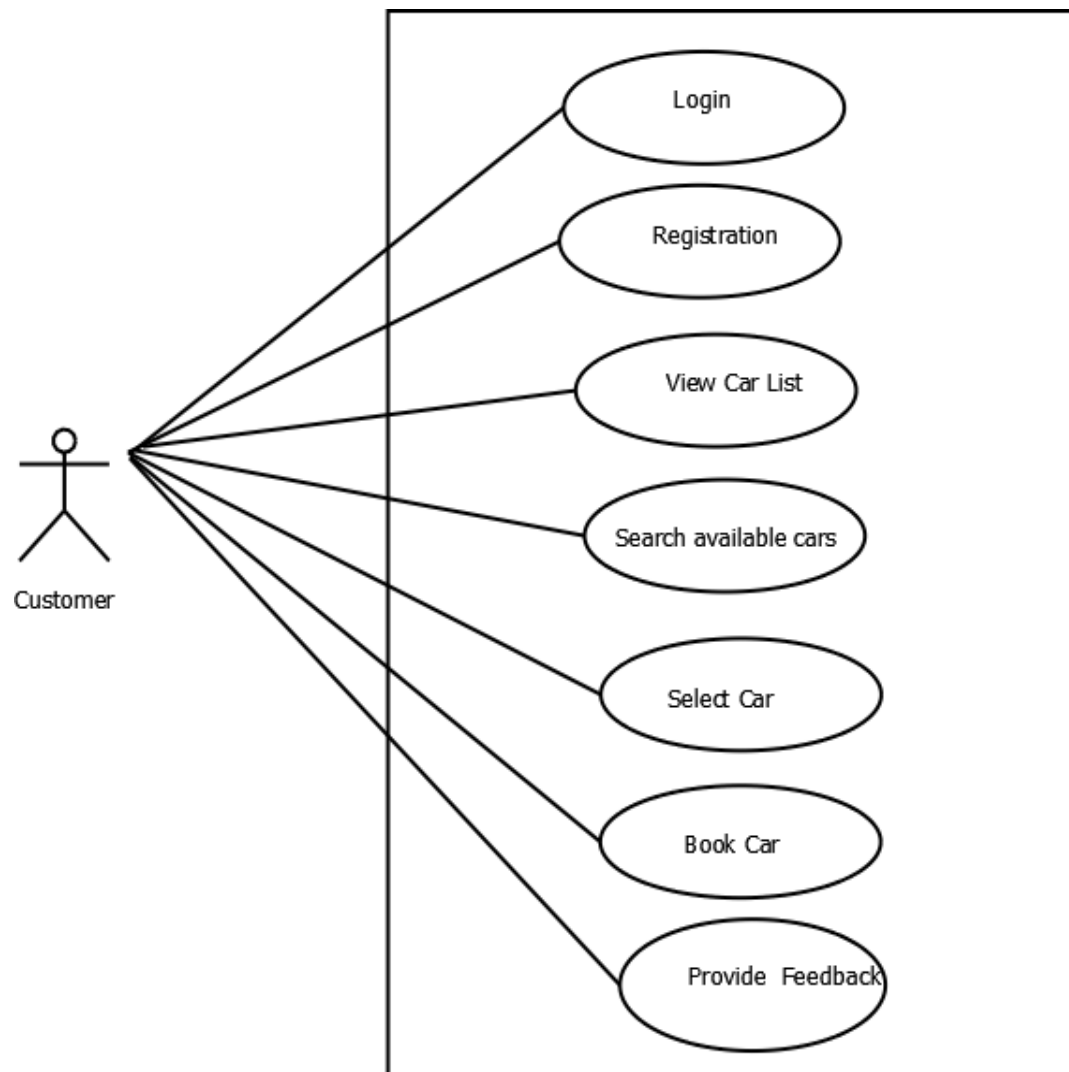 Login
Registration
View Car List
Search available cars
Customer
Select Car
Book Car
Provide Feedback